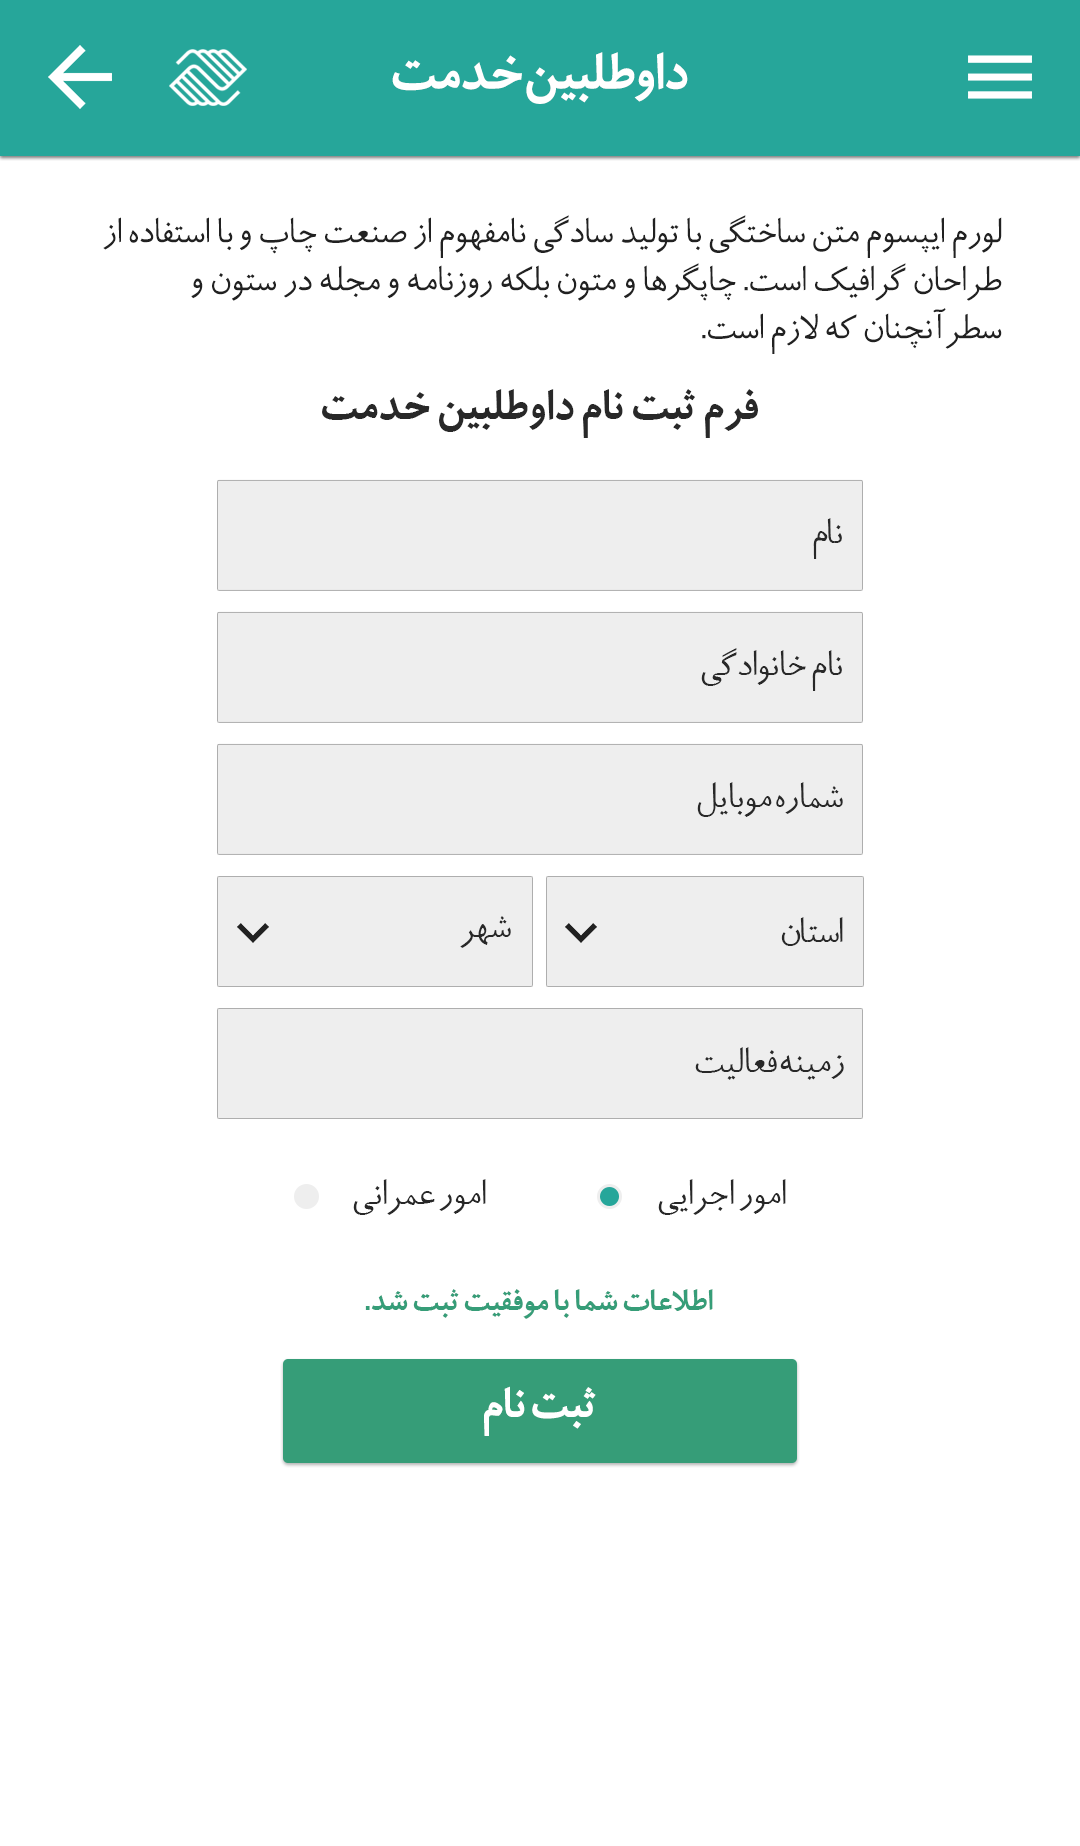 داوطلبین خدمت
لورم ایپسوم متن ساختگی با تولید سادگی نامفهوم از صنعت چاپ و با استفاده از
طراحان گرافیک است. چاپگرها و متون بلکه روزنامه و مجله در ستون و
سطرآنچنان که لازم است.
فرم ثبت نام داوطلبین خدمت
نام
نام خانوادگی
شماره موبایل
استان
شهر
زمینه فعالیت
امور اجرایی
امور عمرانی
اطلاعات شما با موفقیت ثبت شد.
ثبت نام